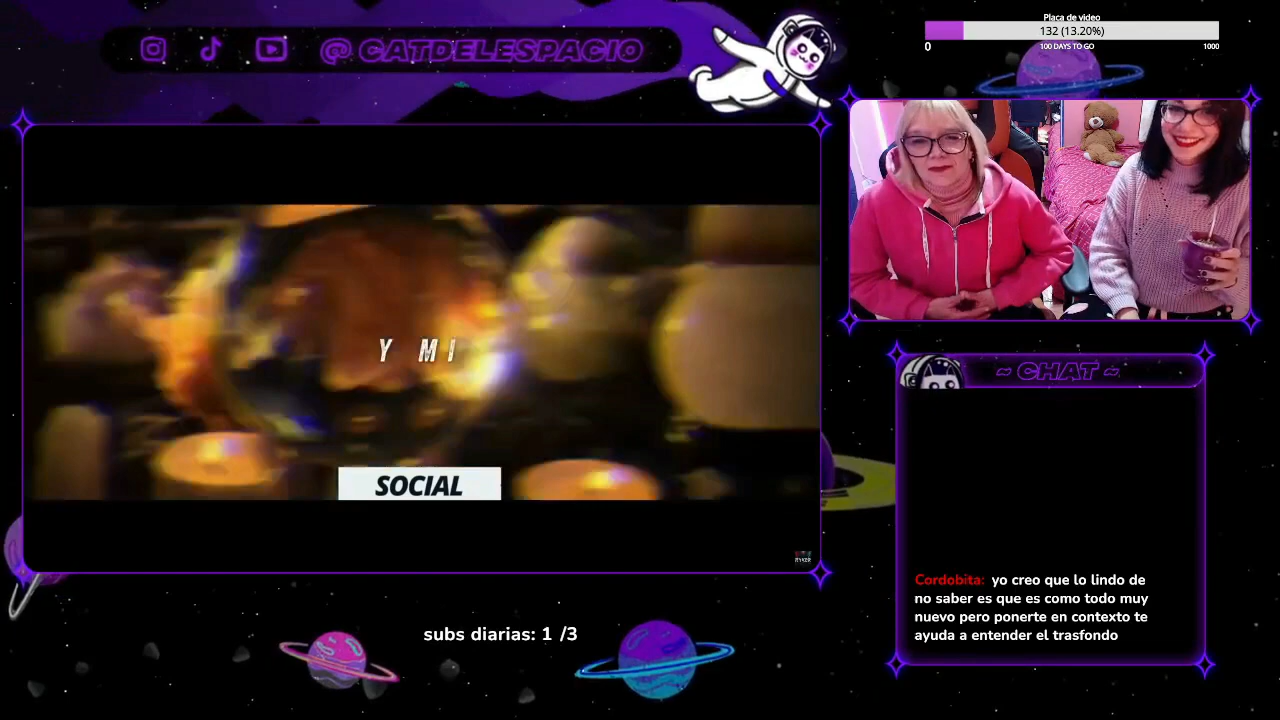 @ CATDELESPACIO
Placa de video
132 (13.20%)
0
100 DAYS TO GO
1000
Y MI
SOCIAL
~ CHAT ~
Cordobita: yo creo que lo lindo de
no saber es que es como todo muy
nuevo pero ponerte en contexto te
ayuda a entender el trasfondo
subs diarias: 1 /3